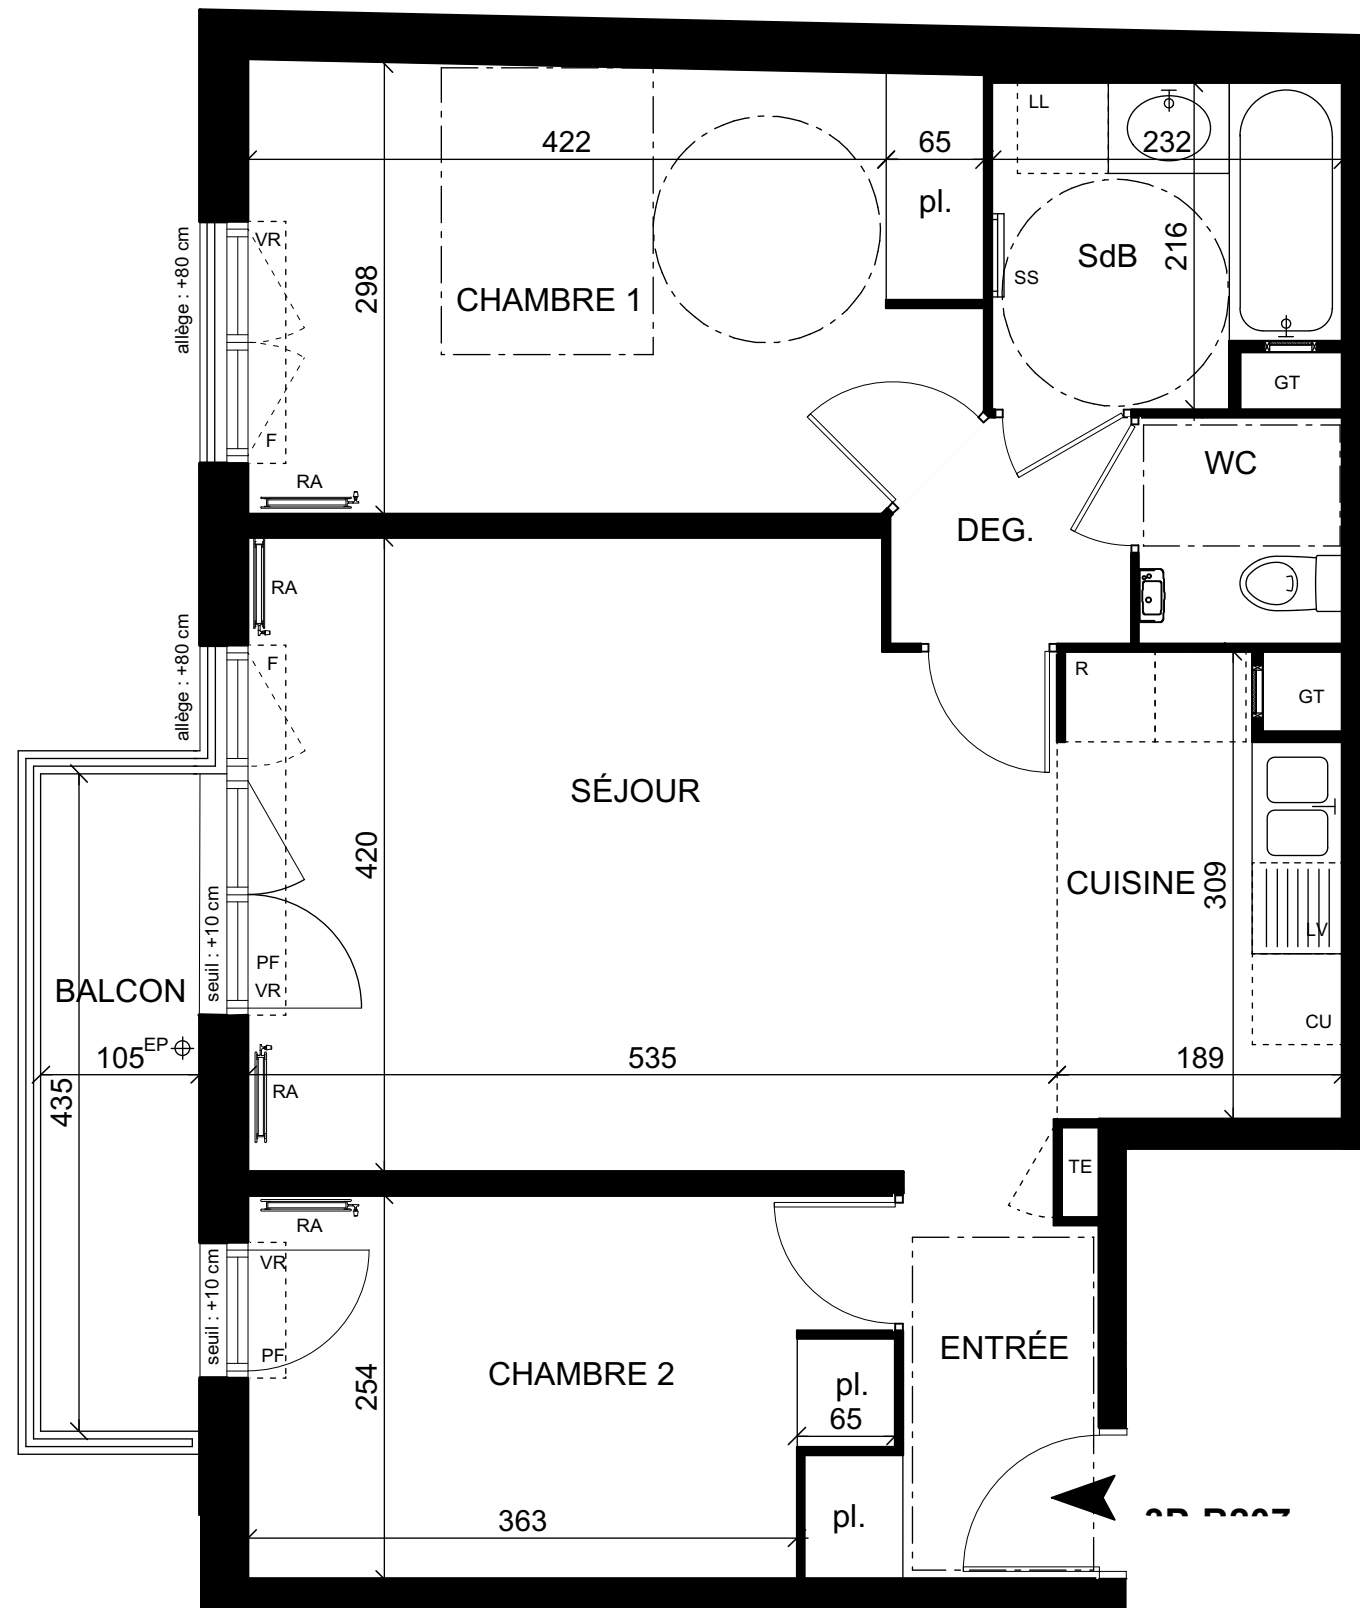 422
65
232
LL
pl.
SdB
216
SS
VR
allège : +80 cm
298
CHAMBRE 1
GT
F
WC
RA
DEG.
RA
allège : +80 cm
F
R
GT
SÉJOUR
420
CUISINE
309
seuil : +10 cm
LV
PF
VR
BALCON
CU
EP
105
535
189
435
RA
TE
RA
VR
seuil : +10 cm
PF
ENTRÉE
CHAMBRE 2
254
pl.
65
pl.
363